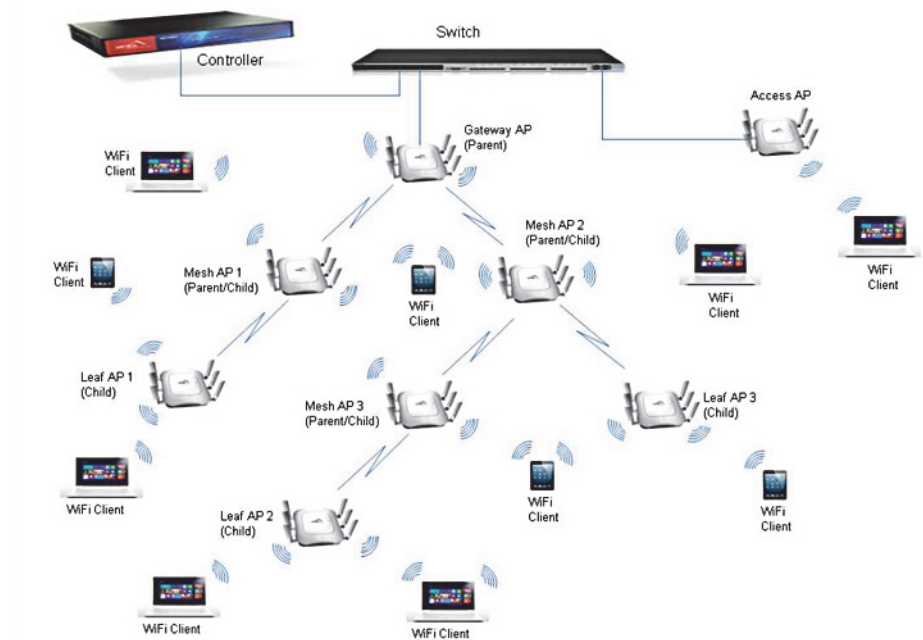 Switch
Controller
Access AP
Gateway AP
(Parent)
WiFi
Client
Mesh AP 2
(Parent/Child)
WiFi
Client
Mesh AP 1
(Parent/Child)
WiFi
Client
WiFi
Client
WiFi
Client
Leaf AP 1
(Child)
Mesh AP 3
(Parent/Child)
Leaf AP 3
(Child)
WiFi Client
WiFi
Client
WiFi
Client
Leaf AP 2
(Child)
WiFi Client
WiFi Client